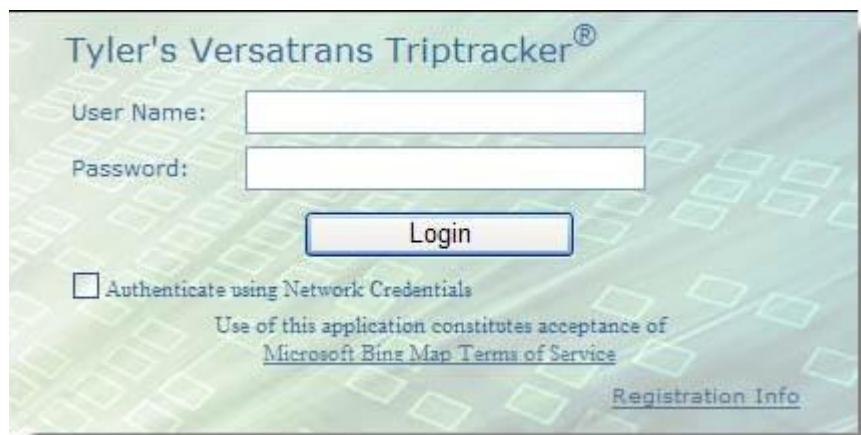 Tyler's Versatrans Triptracker®
User Name:
Password:
Login
Authenticate using Network Credentials
Use of this application constitutes acceptance of
Microsoft Bing Map Terms of Service
Registration Info